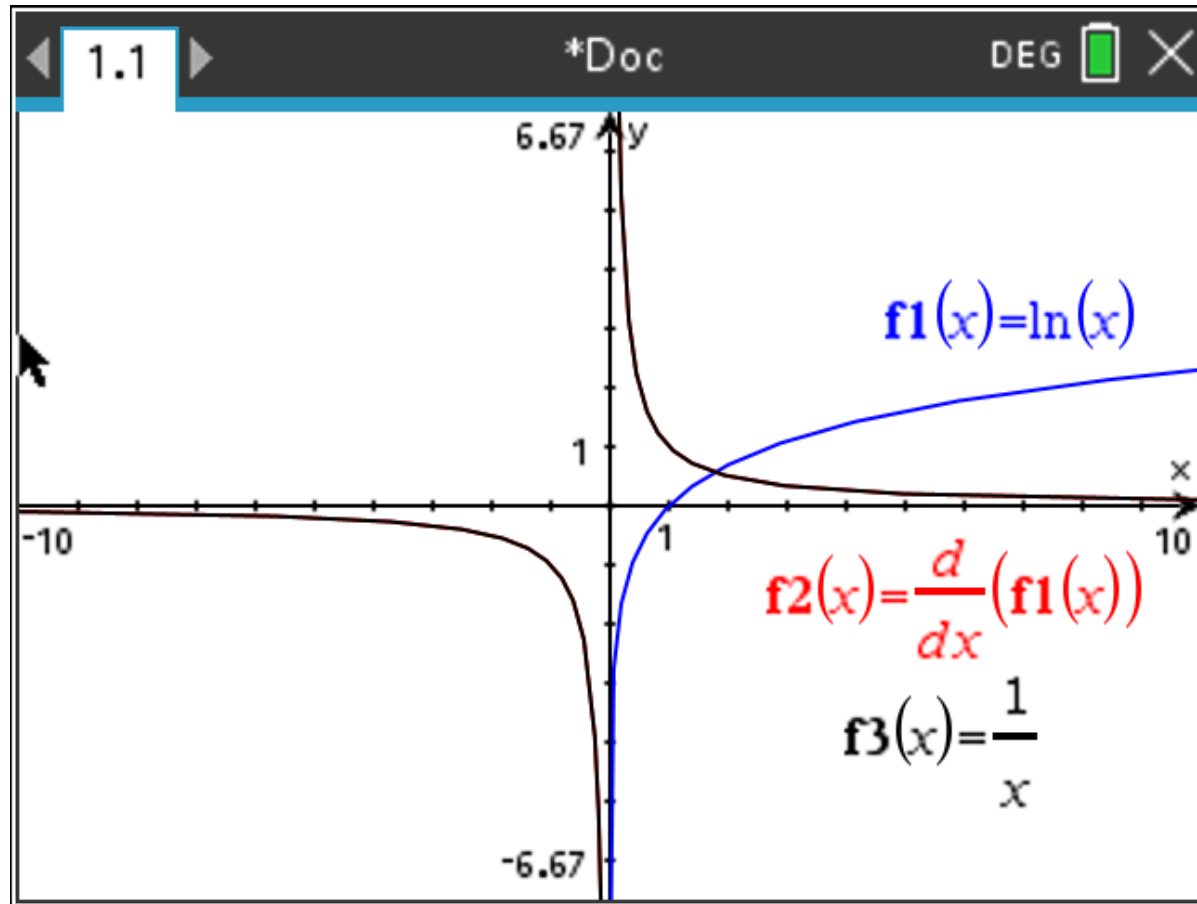 1.1 *Doc DEG
6.67 y
f1(x)=ln(x)
1
x
-10 1 10
f2(x)=d/dx(f1(x))
f3(x)=1/x
-6.67